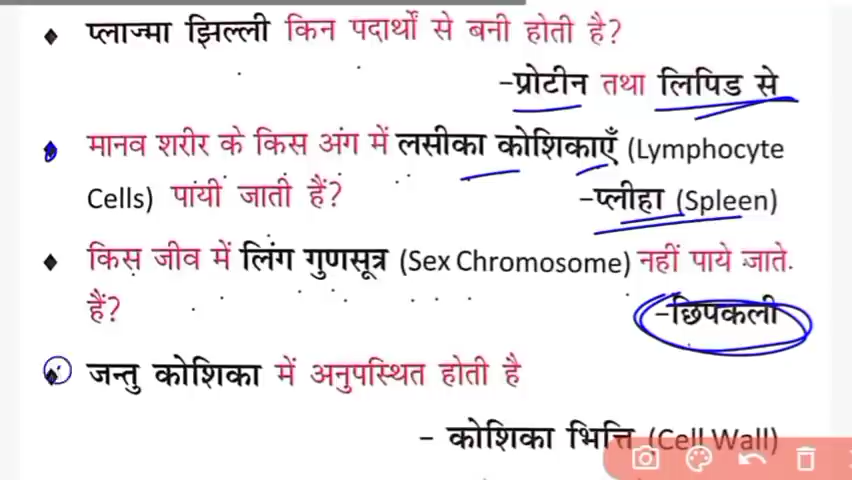 प्लाज्मा झिल्ली किन पदार्थों से बनी होती है?
-प्रोटीन तथा लिपिड से
मानव शरीर के किस अंग में लसीका कोशिकाएँ (Lymphocyte
Cells) पांयी जाती हैं?
-प्लीहा (Spleen)
किस जीव में लिंग गुणसूत्र (Sex Chromosome) नहीं पाये जाते
हैं?
-छिपकली
जन्तु कोशिका में अनुपस्थित होती है
- कोशिका भित्ति (Cell Wall)